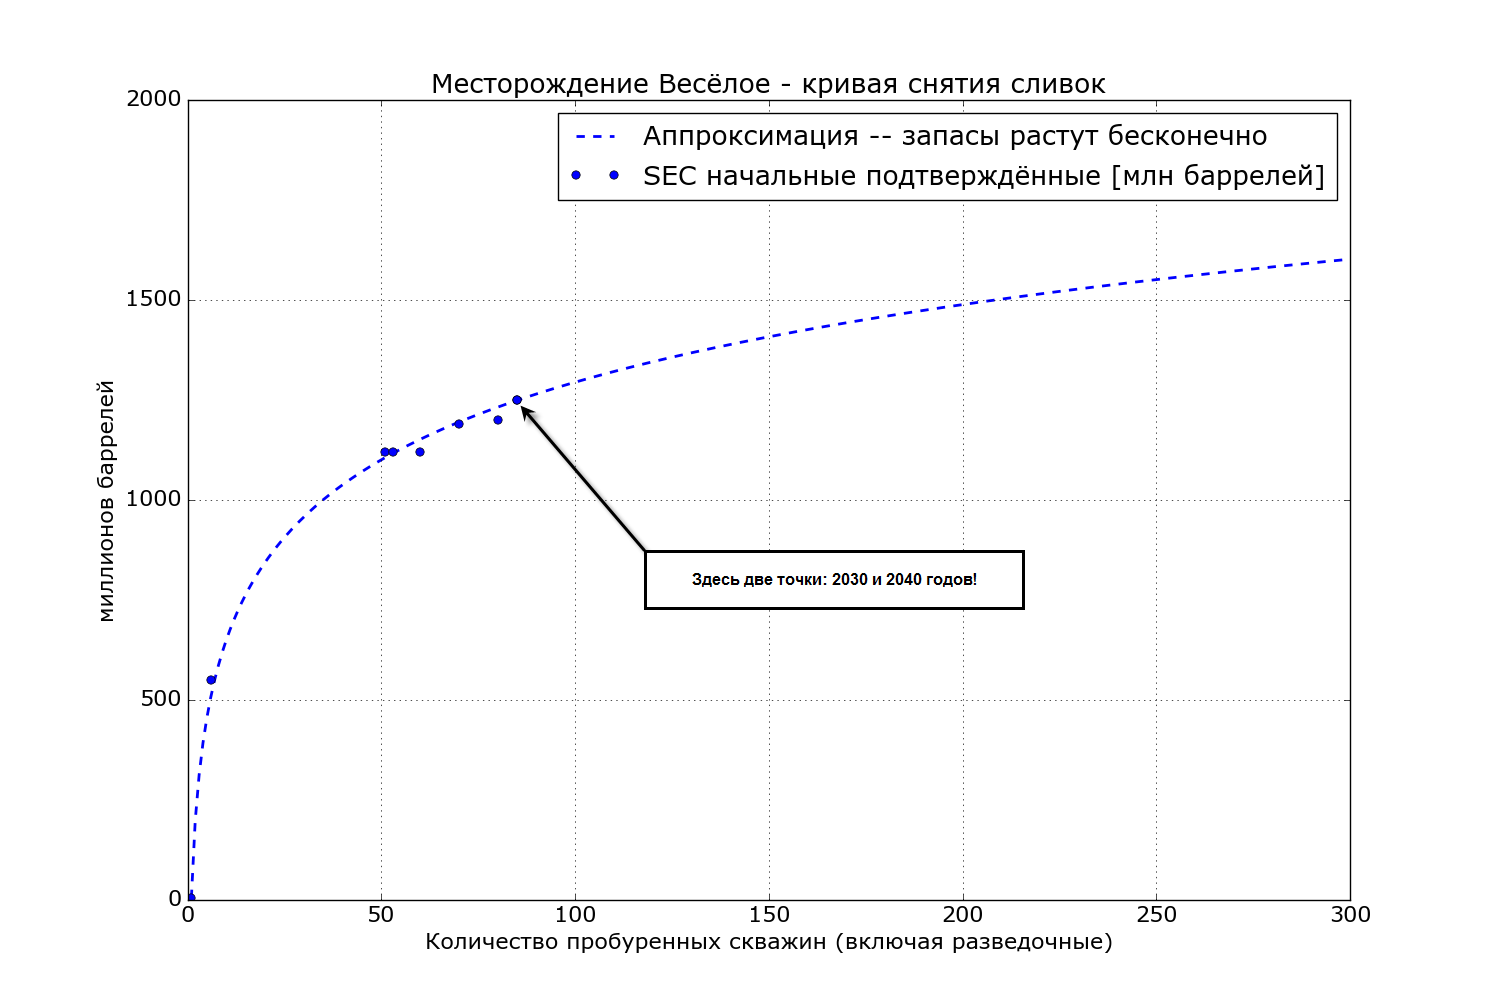 Месторождение Весёлое - кривая снятия сливок
Аппроксимация -- запасы растут бесконечно
SEC начальные подтверждённые [млн баррелей]
2000
1500
1000
500
0
миллионов баррелей
Здесь две точки: 2030 и 2040 годов!
0 50 100 150 200 250 300
Количество пробуренных скважин (включая разведочные)